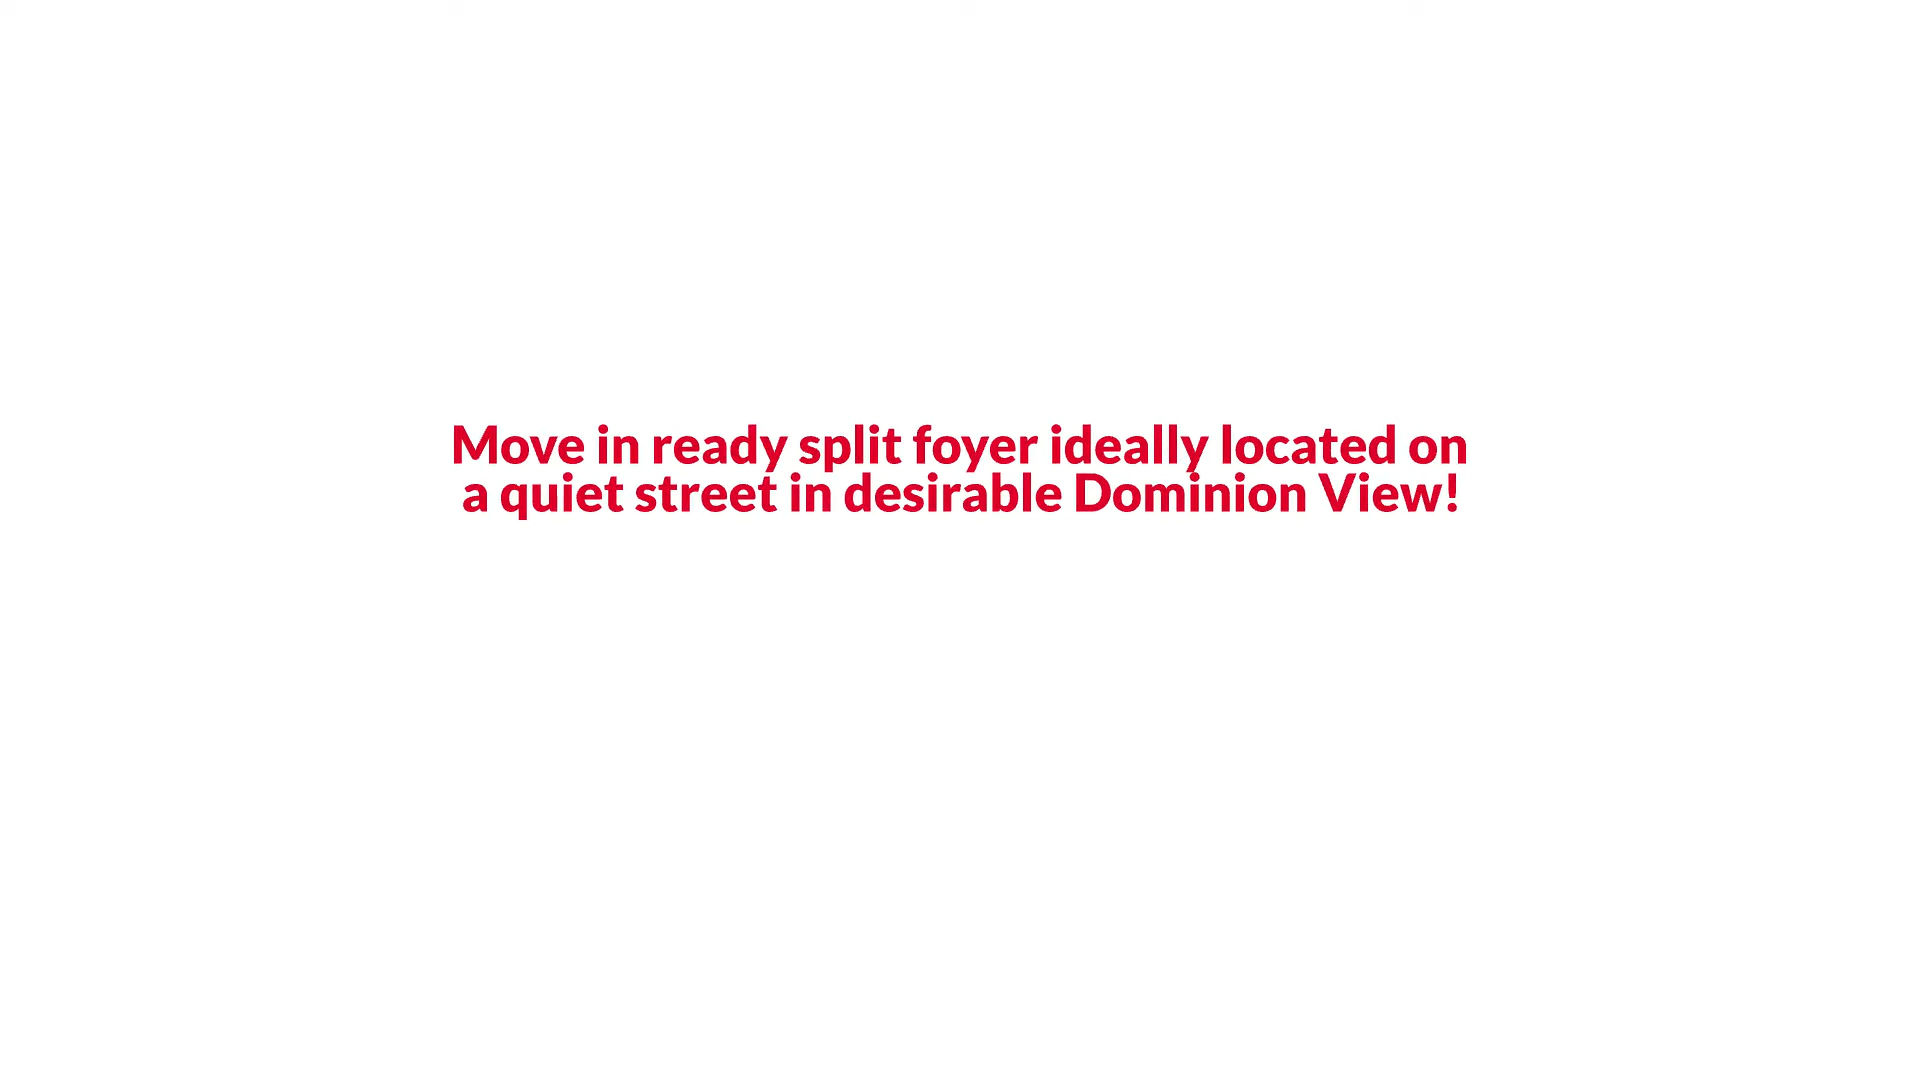 Move in ready split foyer ideally located on
a quiet street in desirable Dominion View!